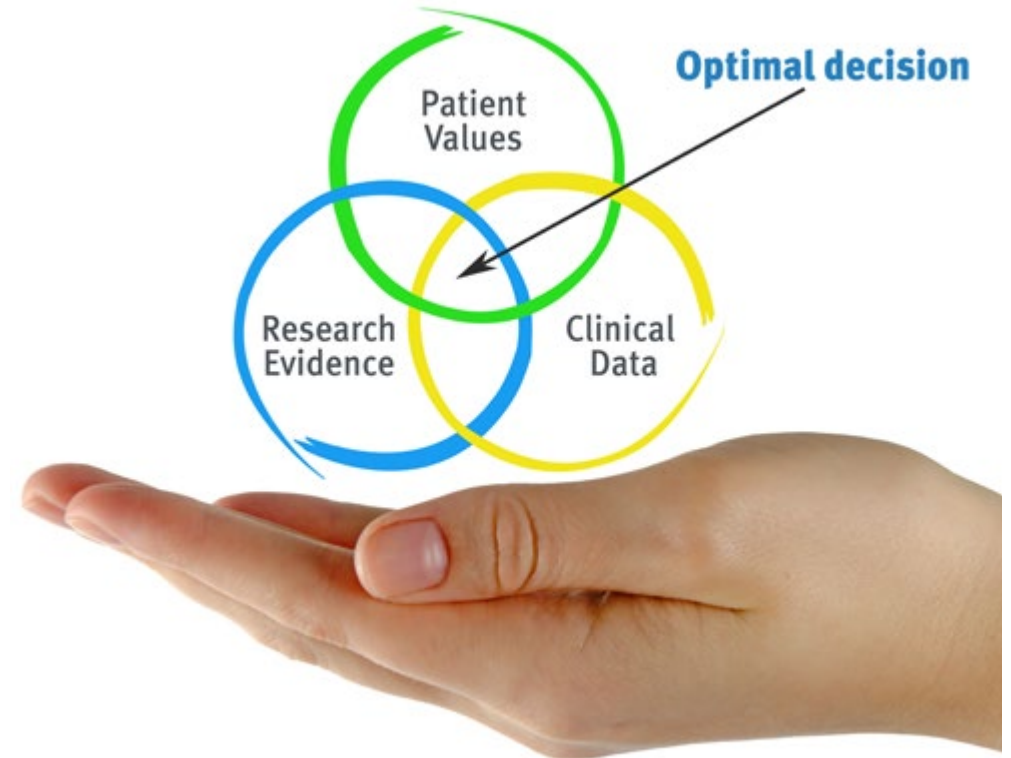 Optimal decision
Patient
Values
Research
Evidence
Clinical
Data